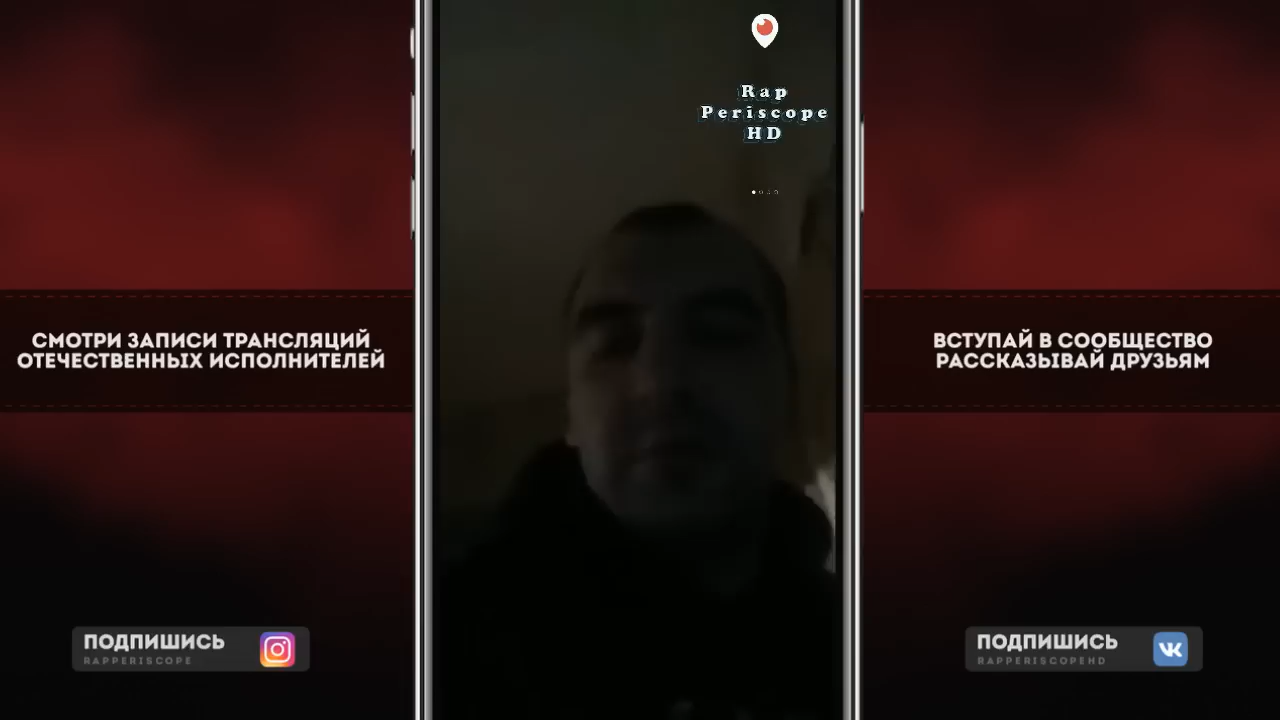 Rap
Periscope
HD
СМОТРИ ЗАПИСИ ТРАНСЛЯЦИЙ
ОТЕЧЕСТВЕННЫХ ИСПОЛНИТЕЛЕЙ
ВСТУПАЙ В СООБЩЕСТВО
РАССКАЗЫВАЙ ДРУЗЬЯМ
ПОДПИШИСЬ
RAPPERISCOPE
ПОДПИШИСЬ
RAPPERISCOPEHD